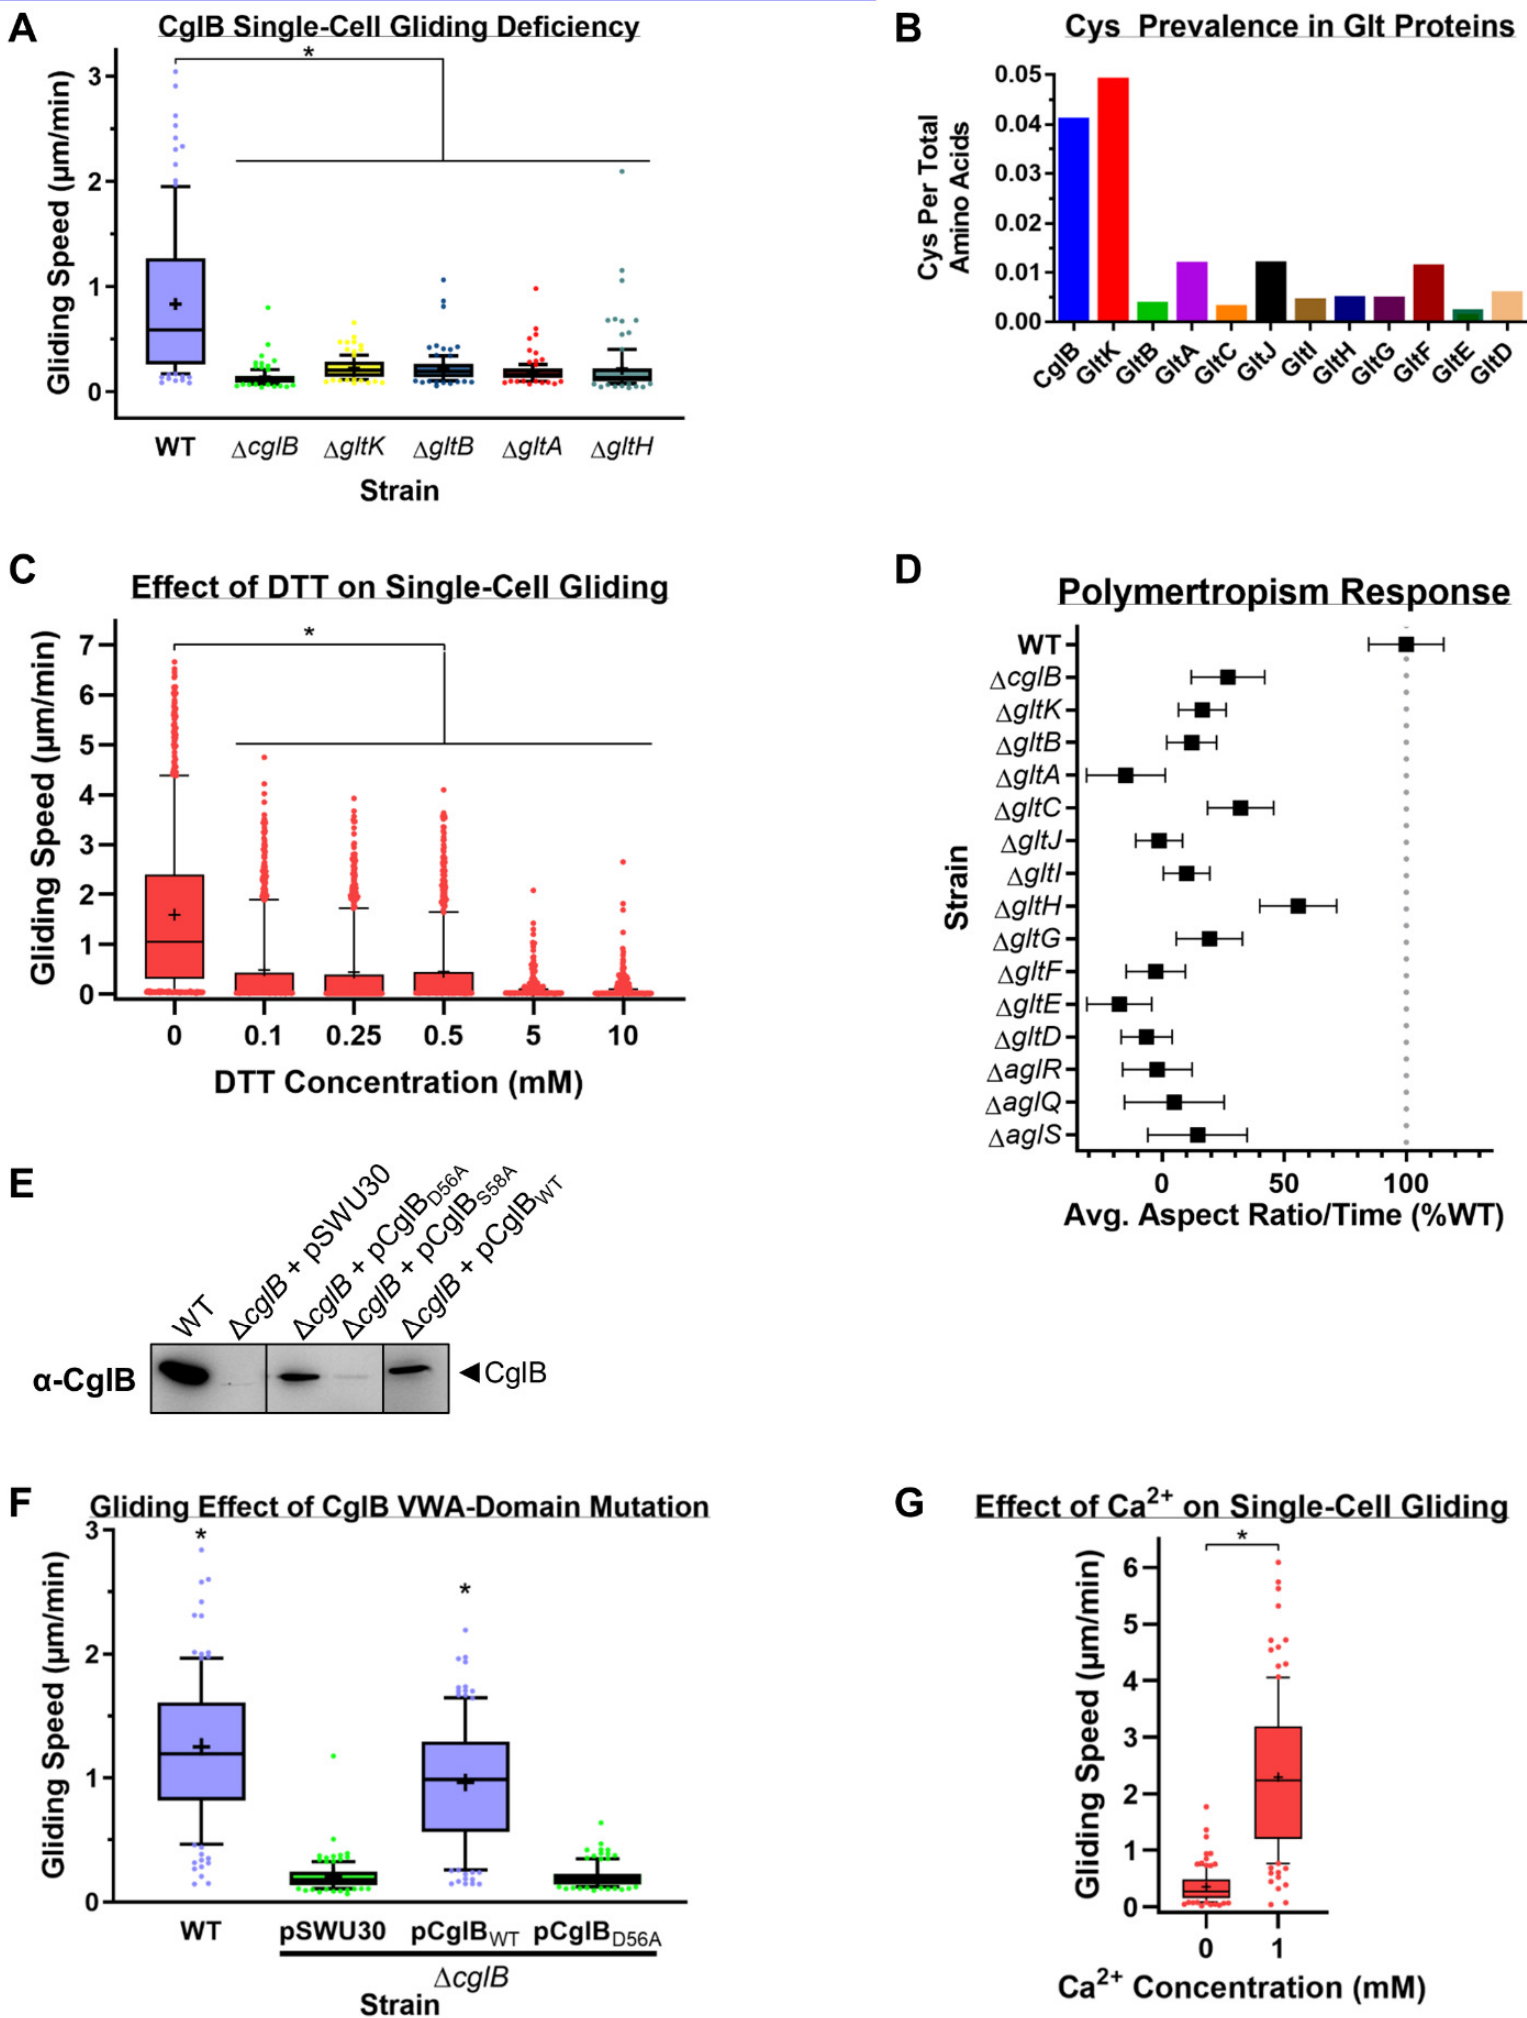 A
CglB Single-Cell Gliding Deficiency
*
Gliding Speed (µm/min)
3
2
1
0
WT ΔcglB ΔgltK ΔgltB ΔgltA ΔgltH
Strain
B
Cys Prevalence in Glt Proteins
Cys Per Total
Amino Acids
0.05
0.04
0.03
0.02
0.01
0.00
CglB GltK GltB GltA GltC GltJ GltI GltH GltG GltF GltE GltD
C
Effect of DTT on Single-Cell Gliding
*
Gliding Speed (µm/min)
7
6
5
4
3
2
1
0
0 0.1 0.25 0.5 5 10
DTT Concentration (mM)
D
Polymertropism Response
Strain
WT
ΔcglB
ΔgltK
ΔgltB
ΔgltA
ΔgltC
ΔgltJ
ΔgltI
ΔgltH
ΔgltG
ΔgltF
ΔgltE
ΔgltD
ΔaglR
ΔaglQ
ΔaglS
0 50 100
Avg. Aspect Ratio/Time (%WT)
E
WT
ΔcglB + pSWU30
ΔcglB + pCglBD56A
ΔcglB + pCglBS58A
ΔcglB + pCglBWT
α-CglB
◄CglB
F
Gliding Effect of CglB VWA-Domain Mutation
*
*
Gliding Speed (µm/min)
3
2
1
0
WT pSWU30 pCglBWT pCglBD56A
ΔcglB
Strain
G
Effect of Ca2+ on Single-Cell Gliding
*
Gliding Speed (µm/min)
6
5
4
3
2
1
0
0 1
Ca2+ Concentration (mM)